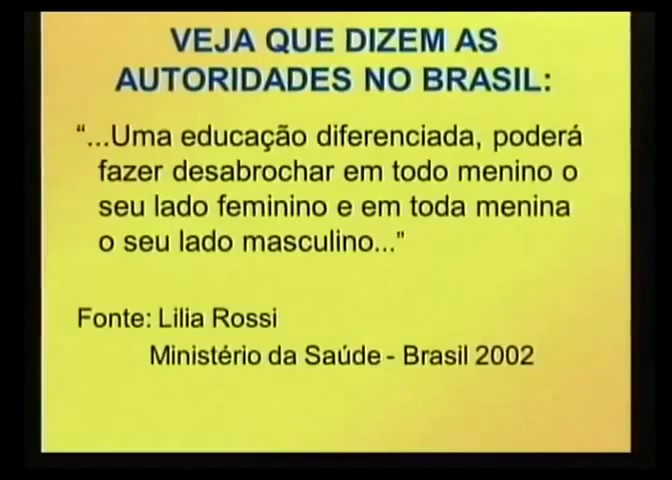 VEJA QUE DIZEM AS
AUTORIDADES NO BRASIL:
“...Uma educação diferenciada, poderá
fazer desabrochar em todo menino o
seu lado feminino e em toda menina
o seu lado masculino...”
Fonte: Lilia Rossi
Ministério da Saúde - Brasil 2002